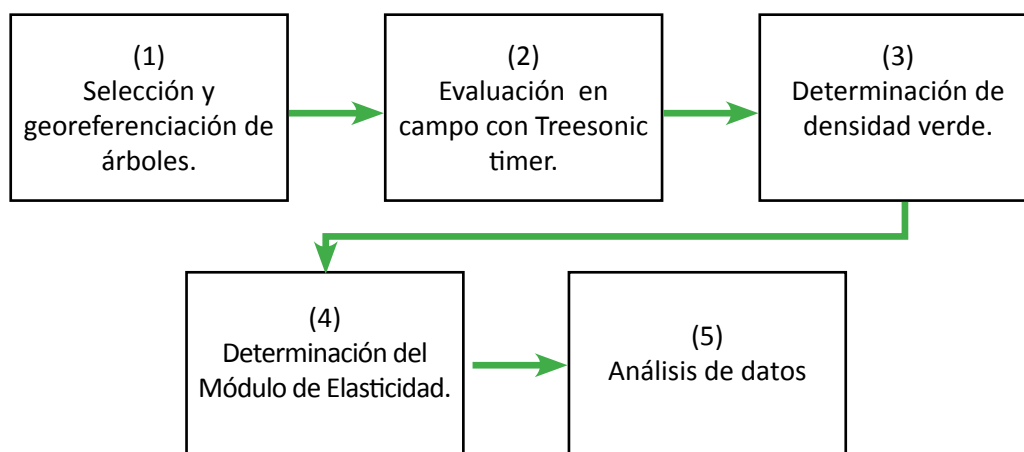 (1)
Selección y
georeferenciación de
árboles.
(2)
Evaluación en
campo con Treesonic
timer.
(3)
Determinación de
densidad verde.
(4)
Determinación del
Módulo de Elasticidad.
(5)
Análisis de datos